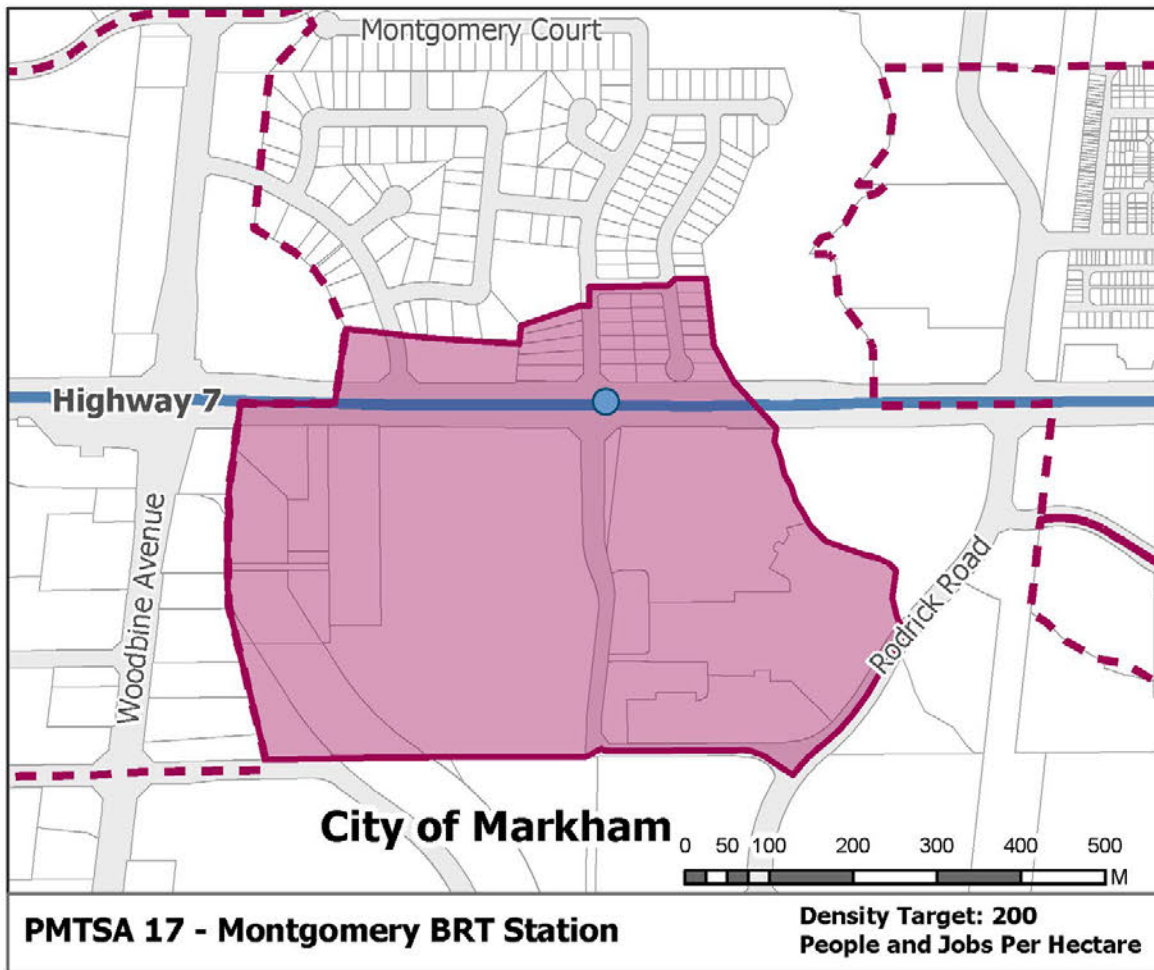 Montgomery Court
Highway 7
Woodbine Avenue
Rodrick Road
City of Markham
0 50 100 200 300 400 500
M
PMTSA 17 - Montgomery BRT Station
Density Target: 200
People and Jobs Per Hectare